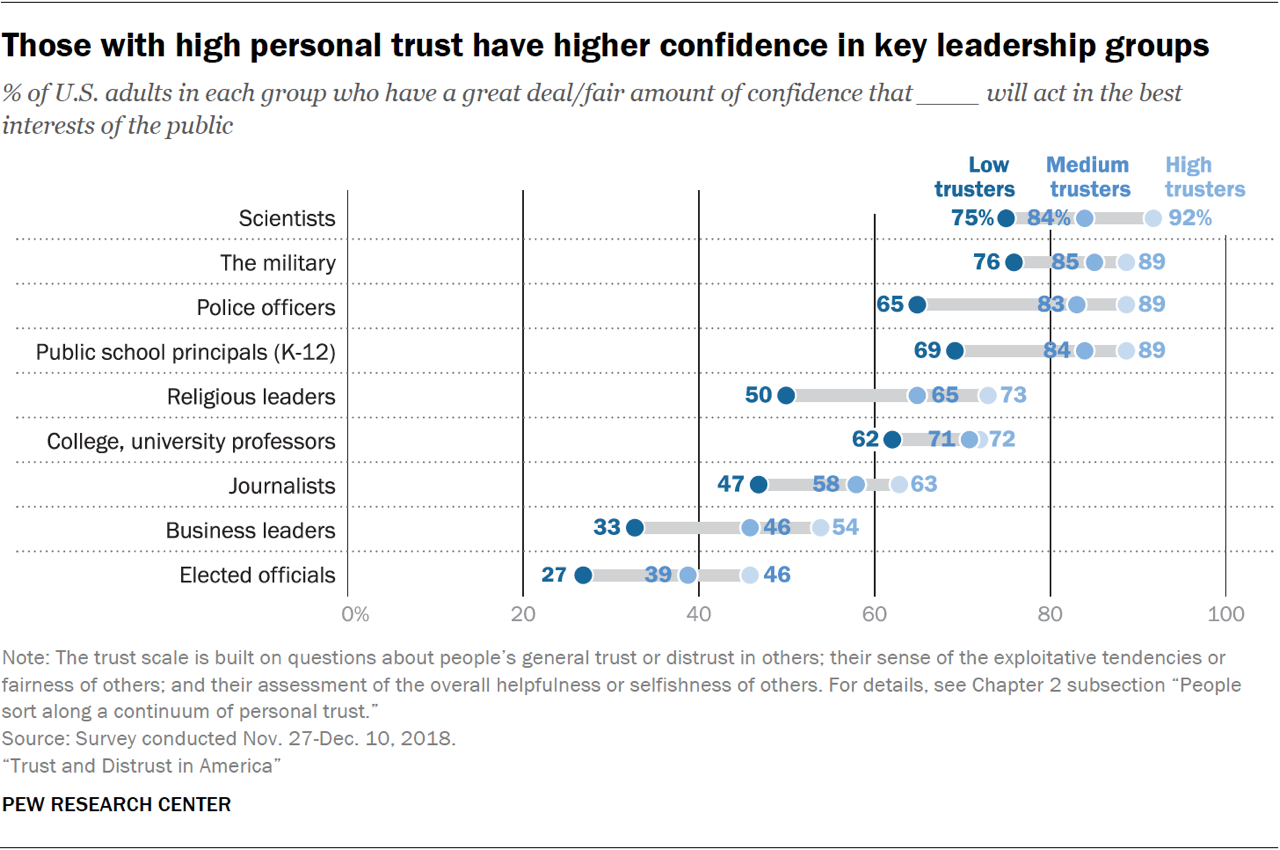 Those with high personal trust have higher confidence in key leadership groups
% of U.S. adults in each group who have a great deal/fair amount of confidence that ____ will act in the best
interests of the public
Low Medium High
trusters trusters trusters
Scientists 75% 84% 92%
The military 76 85 89
Police officers 65 83 89
Public school principals (K-12) 69 84 89
Religious leaders 50 65 73
College, university professors 62 71 72
Journalists 47 58 63
Business leaders 33 46 54
Elected officials 27 39 46
0% 20 40 60 80 100
Note: The trust scale is built on questions about people’s general trust or distrust in others; their sense of the exploitative tendencies or
fairness of others; and their assessment of the overall helpfulness or selfishness of others. For details, see Chapter 2 subsection “People
sort along a continuum of personal trust.”
Source: Survey conducted Nov. 27-Dec. 10, 2018.
“Trust and Distrust in America”
PEW RESEARCH CENTER